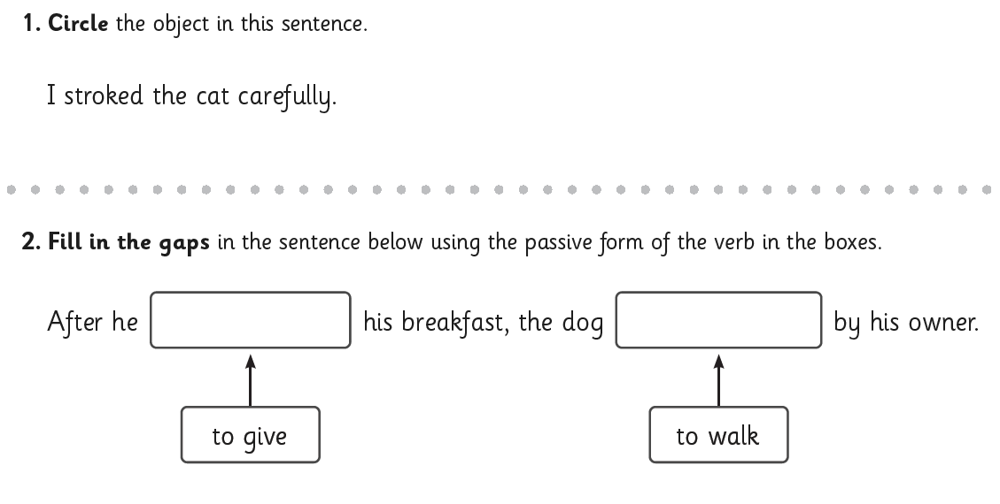 1. Circle the object in this sentence.
I stroked the cat carefully.
2. Fill in the gaps in the sentence below using the passive form of the verb in the boxes.
After he his breakfast, the dog by his owner.
to give to walk